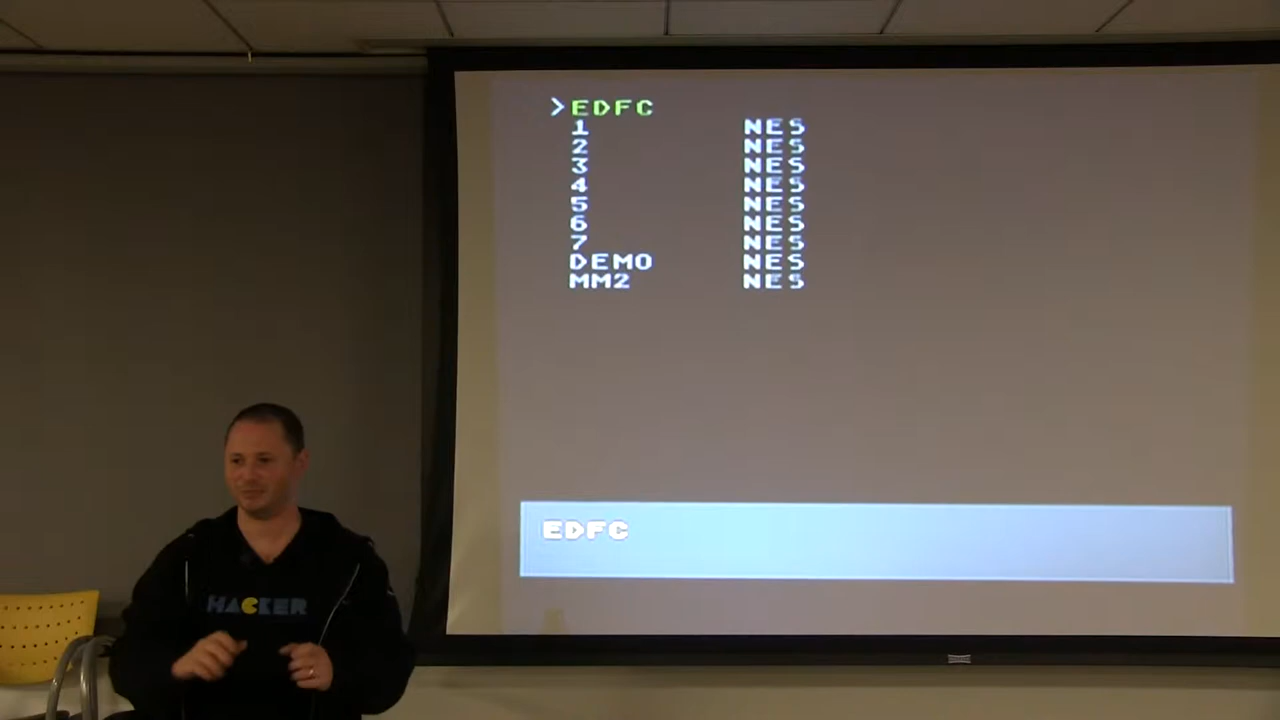 >EDFC
1 NES
2 NES
3 NES
4 NES
5 NES
6 NES
7 NES
DEMO NES
MM2 NES
EDFC
HACKER